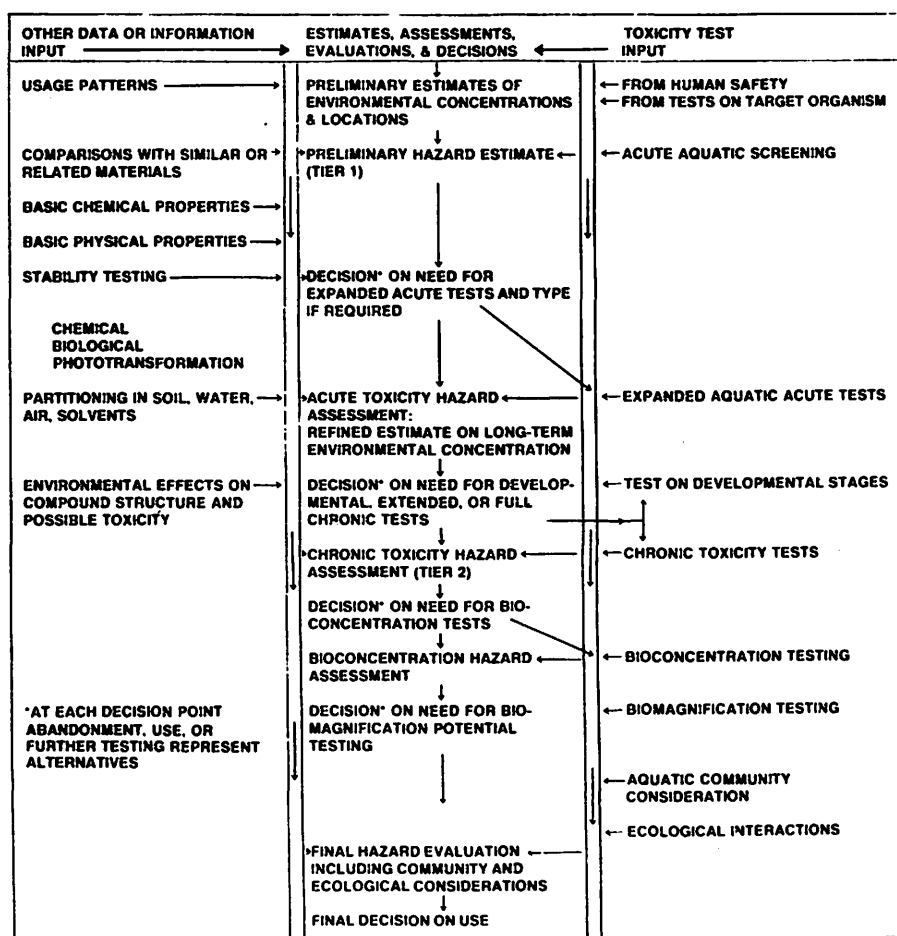 OTHER DATA OR INFORMATION
INPUT
ESTIMATES, ASSESSMENTS,
EVALUATIONS, & DECISIONS
TOXICITY TEST
INPUT
USAGE PATTERNS
PRELIMINARY ESTIMATES OF
ENVIRONMENTAL CONCENTRATIONS
& LOCATIONS
FROM HUMAN SAFETY
FROM TESTS ON TARGET ORGANISM
COMPARISONS WITH SIMILAR OR
RELATED MATERIALS
PRELIMINARY HAZARD ESTIMATE
(TIER 1)
ACUTE AQUATIC SCREENING
BASIC CHEMICAL PROPERTIES
BASIC PHYSICAL PROPERTIES
STABILITY TESTING
DECISION* ON NEED FOR
EXPANDED ACUTE TESTS AND TYPE
IF REQUIRED
CHEMICAL
BIOLOGICAL
PHOTOTRANSFORMATION
PARTITIONING IN SOIL, WATER,
AIR, SOLVENTS
ACUTE TOXICITY HAZARD
ASSESSMENT:
REFINED ESTIMATE ON LONG-TERM
ENVIRONMENTAL CONCENTRATION
EXPANDED AQUATIC ACUTE TESTS
ENVIRONMENTAL EFFECTS ON
COMPOUND STRUCTURE AND
POSSIBLE TOXICITY
DECISION* ON NEED FOR DEVELOP-
MENTAL, EXTENDED, OR FULL
CHRONIC TESTS
TEST ON DEVELOPMENTAL STAGES
CHRONIC TOXICITY HAZARD
ASSESSMENT (TIER 2)
CHRONIC TOXICITY TESTS
DECISION* ON NEED FOR BIO-
CONCENTRATION TESTS
BIOCONCENTRATION HAZARD
ASSESSMENT
BIOCONCENTRATION TESTING
*AT EACH DECISION POINT
ABANDONMENT, USE, OR
FURTHER TESTING REPRESENT
ALTERNATIVES
DECISION* ON NEED FOR BIO-
MAGNIFICATION POTENTIAL
TESTING
BIOMAGNIFICATION TESTING
AQUATIC COMMUNITY
CONSIDERATION
ECOLOGICAL INTERACTIONS
FINAL HAZARD EVALUATION
INCLUDING COMMUNITY AND
ECOLOGICAL CONSIDERATIONS
FINAL DECISION ON USE